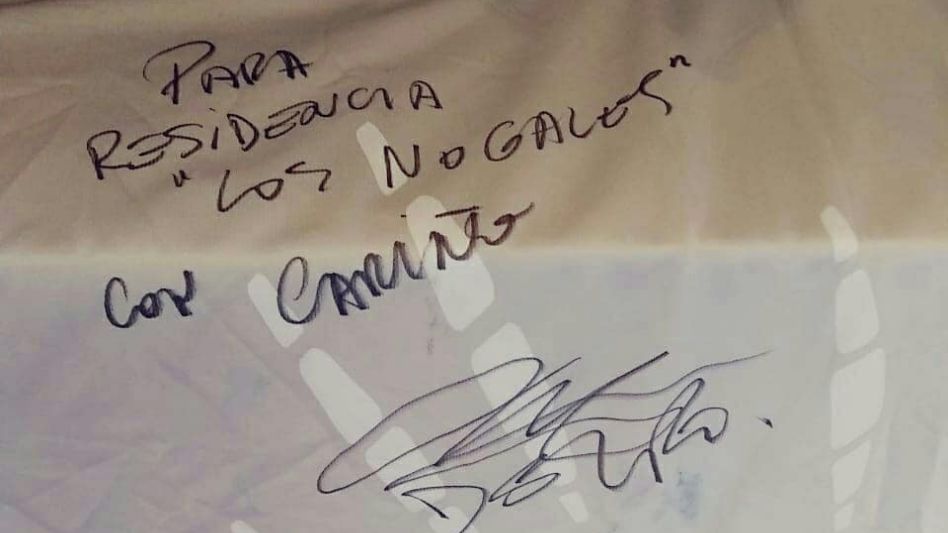 PARA
RESIDENCIA
"LOS NOGALES"
CON CARIÑO